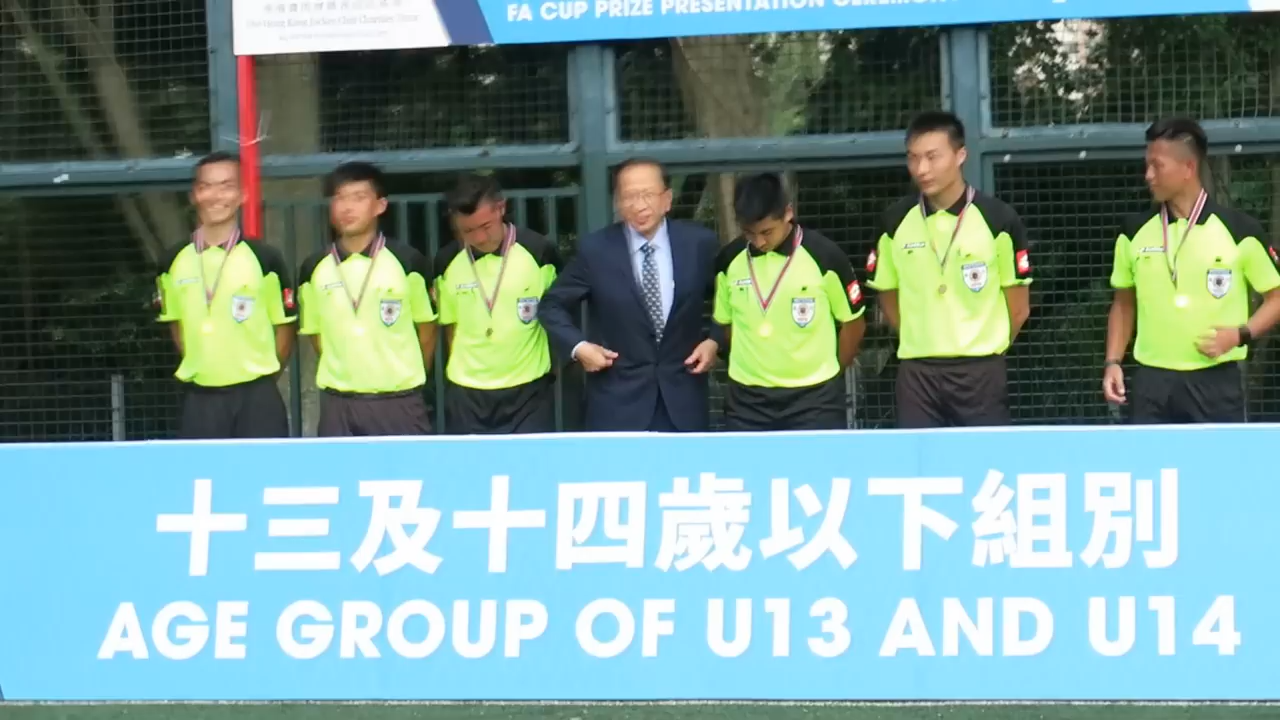 FA CUP PRIZE PRESENTATION CEREMONY
十三及十四歲以下組別
AGE GROUP OF U13 AND U14